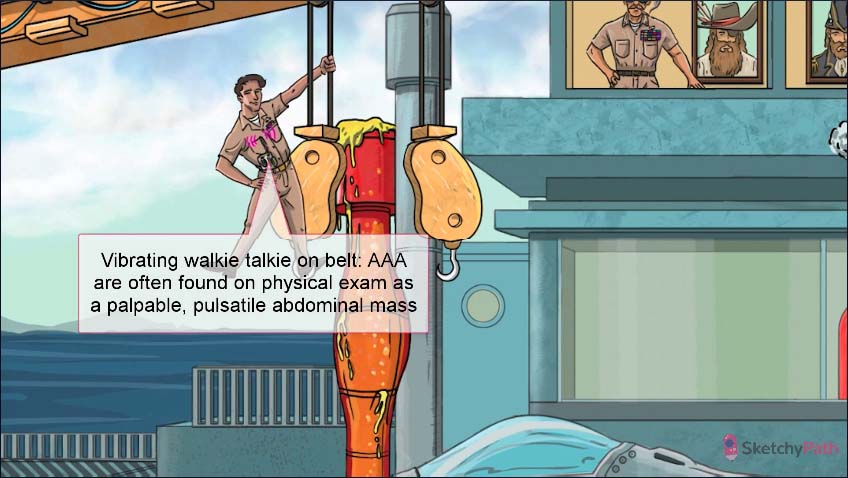 Vibrating walkie talkie on belt: AAA
are often found on physical exam as
a palpable, pulsatile abdominal mass
SketchyPath